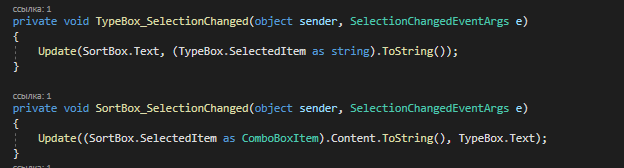 ссылка: 1
private void TypeBox_SelectionChanged(object sender, SelectionChangedEventArgs e)
{
Update(SortBox.Text, (TypeBox.SelectedItem as string).ToString());
}
ссылка: 1
private void SortBox_SelectionChanged(object sender, SelectionChangedEventArgs e)
{
Update((SortBox.SelectedItem as ComboBoxItem).Content.ToString(), TypeBox.Text);
}